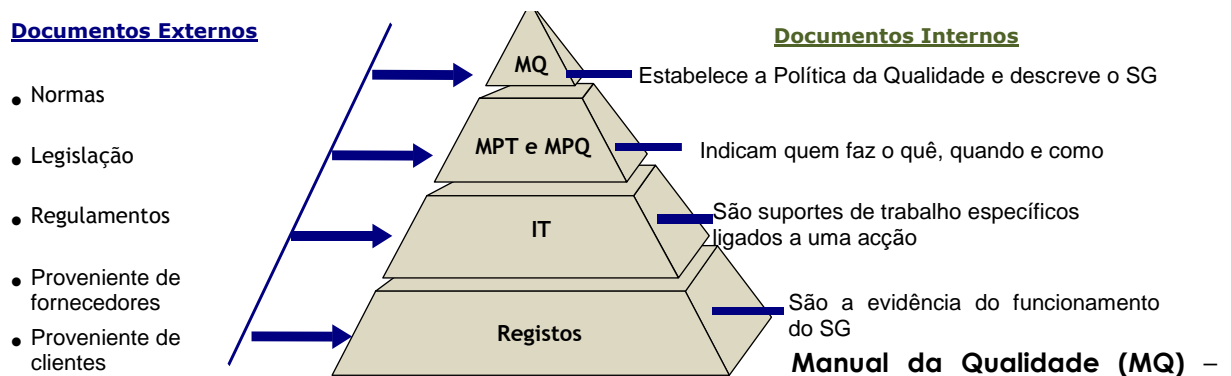 Documentos Externos
• Normas
• Legislação
• Regulamentos
• Proveniente de
fornecedores
• Proveniente de
clientes
MQ
MPT e MPQ
IT
Registos
Documentos Internos
Estabelece a Política da Qualidade e descreve o SG
Indicam quem faz o quê, quando e como
São suportes de trabalho específicos
ligados a uma acção
São a evidência do funcionamento
do SG
Manual da Qualidade (MQ) –